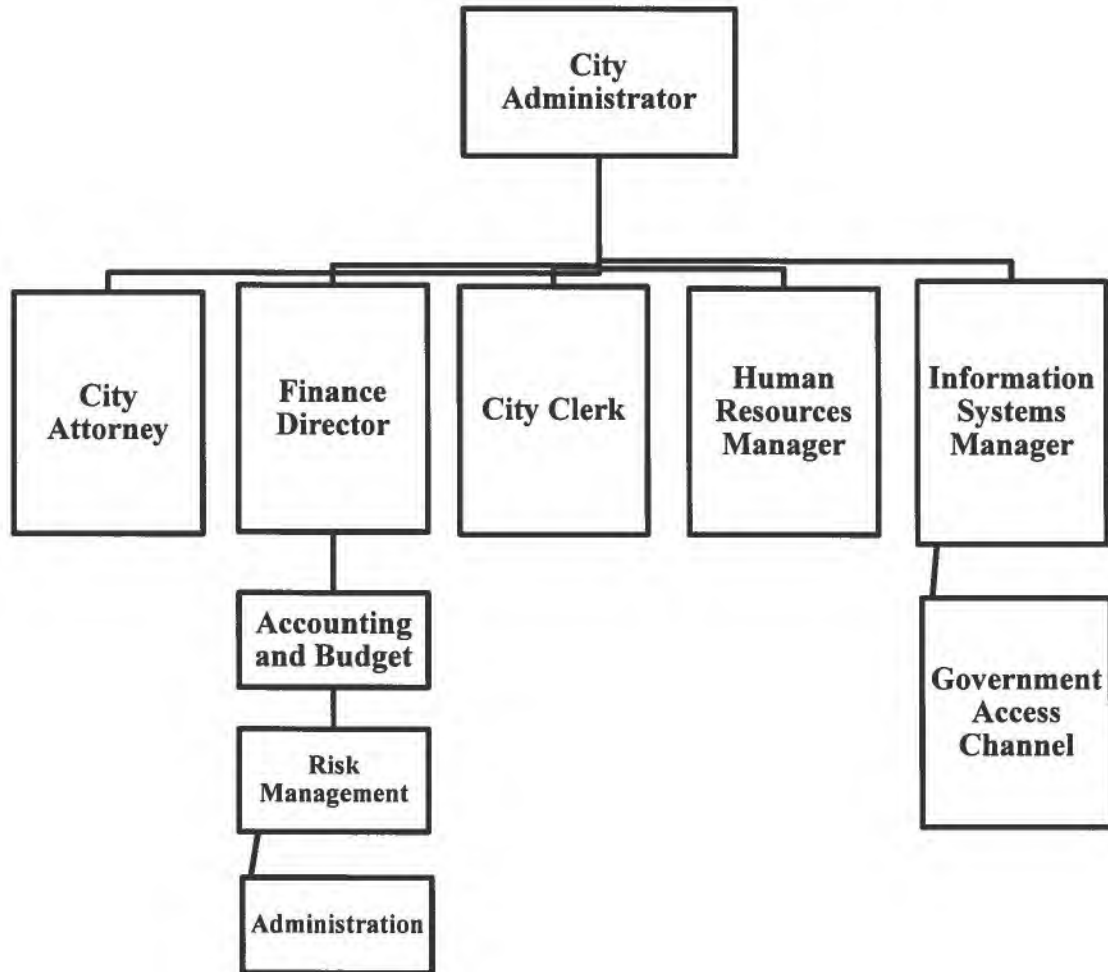 City
Administrator
City
Attorney
Finance
Director
City Clerk
Human
Resources
Manager
Information
Systems
Manager
Accounting
and Budget
Risk
Management
Administration
Government
Access
Channel